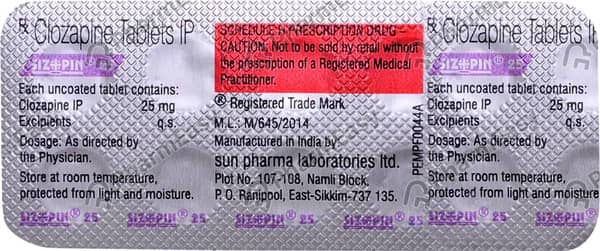 ℞ Clozapine Tablets IP
SIZOPIN® 25
Each uncoated tablet contains:
Clozapine IP 25 mg
Excipients q.s.
Dosage: As directed by
the Physician.
Store at room temperature,
protected from light and moisture.
SCHEDULE H PRESCRIPTION DRUG -
CAUTION, Not to be sold by retail without
the prescription of a Registered Medical
Practitioner.
® Registered Trade Mark
M.L.: M/645/2014
Manufactured in India by:
sun pharma laboratories ltd.
Plot No. 107-108, Namli Block,
P. O. Ranipool, East-Sikkim-737 135.
PEMPF0044A
℞ Clozapine Tablets IP
SIZOPIN® 25
Each uncoated tablet contains:
Clozapine IP 25 mg
Excipients q.s.
Dosage: As directed by
the Physician.
Store at room temperature,
protected from light and moisture.
SIZOPIN® 25 SIZOPIN® 25 SIZOPIN® 25 SIZOPIN® 25 SIZOPIN® 25